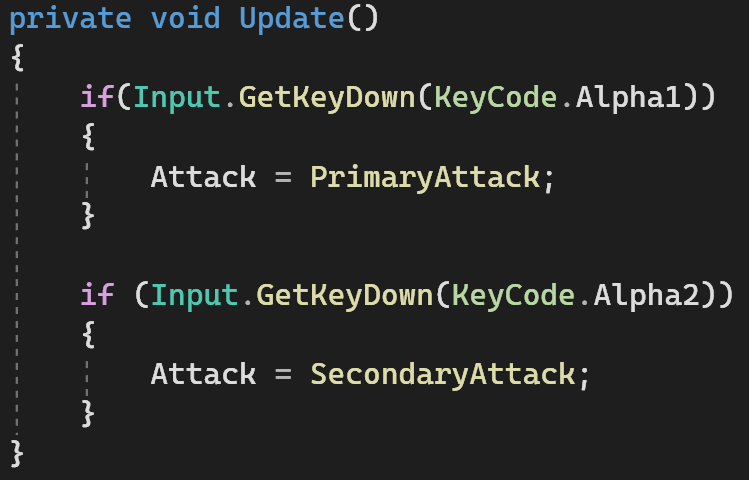 private void Update()
{
    if(Input.GetKeyDown(KeyCode.Alpha1))
    {
        Attack = PrimaryAttack;
    }

    if (Input.GetKeyDown(KeyCode.Alpha2))
    {
        Attack = SecondaryAttack;
    }
}